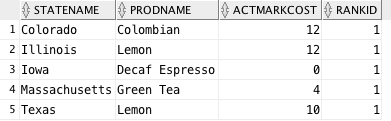 STATENAME PRODNAME ACTMARKCOST RANKID
1 Colorado Colombian 12 1
2 Illinois Lemon 12 1
3 Iowa Decaf Espresso 0 1
4 Massachusetts Green Tea 4 1
5 Texas Lemon 10 1